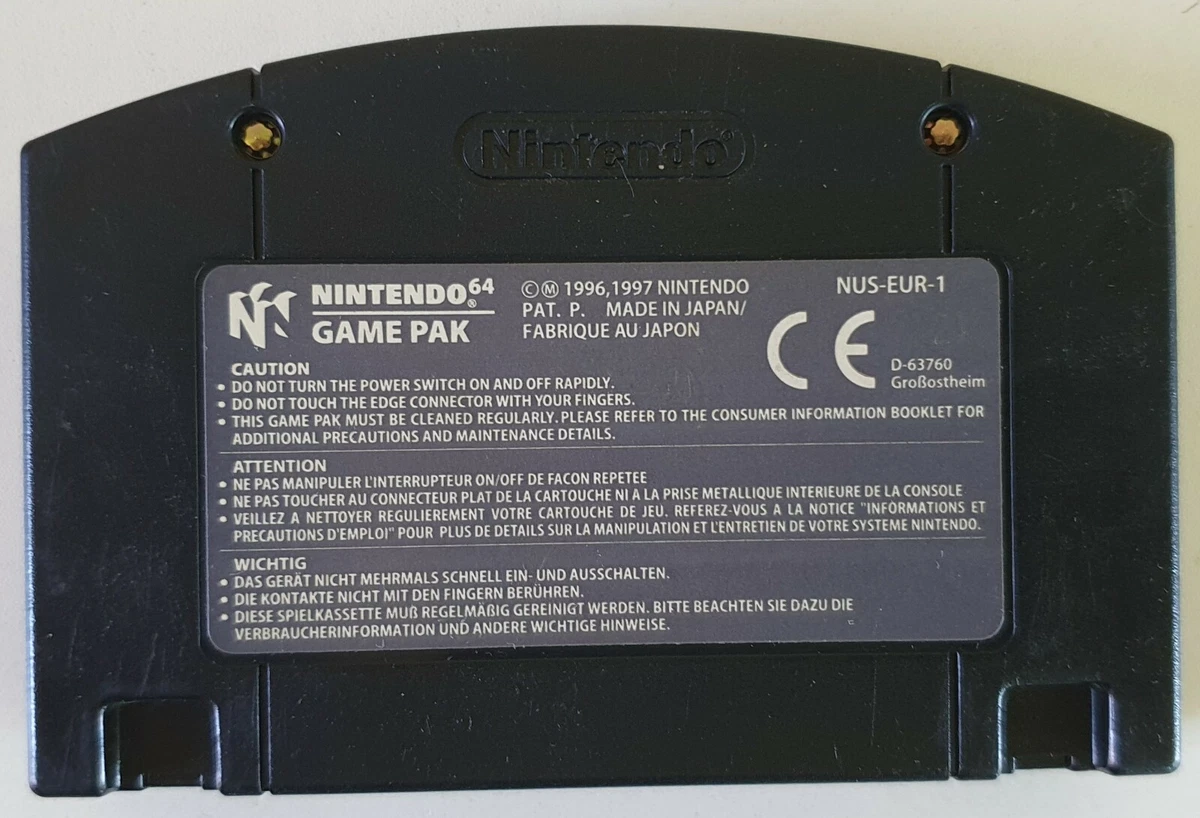 Nintendo®
NINTENDO64®
GAME PAK
©Ⓜ 1996,1997 NINTENDO
PAT. P. MADE IN JAPAN/
FABRIQUE AU JAPON
NUS-EUR-1
CE
D-63760
Großostheim
CAUTION
• DO NOT TURN THE POWER SWITCH ON AND OFF RAPIDLY.
• DO NOT TOUCH THE EDGE CONNECTOR WITH YOUR FINGERS.
• THIS GAME PAK MUST BE CLEANED REGULARLY. PLEASE REFER TO THE CONSUMER INFORMATION BOOKLET FOR
ADDITIONAL PRECAUTIONS AND MAINTENANCE DETAILS.
ATTENTION
• NE PAS MANIPULER L'INTERRUPTEUR ON/OFF DE FACON REPETEE
• NE PAS TOUCHER AU CONNECTEUR PLAT DE LA CARTOUCHE NI A LA PRISE METALLIQUE INTERIEURE DE LA CONSOLE
• VEILLEZ A NETTOYER REGULIEREMENT VOTRE CARTOUCHE DE JEU. REFEREZ-VOUS A LA NOTICE "INFORMATIONS ET
PRECAUTIONS D'EMPLOI" POUR PLUS DE DETAILS SUR LA MANIPULATION ET L'ENTRETIEN DE VOTRE SYSTEME NINTENDO.
WICHTIG
• DAS GERÄT NICHT MEHRMALS SCHNELL EIN- UND AUSSCHALTEN.
• DIE KONTAKTE NICHT MIT DEN FINGERN BERÜHREN.
• DIESE SPIELKASSETTE MUß REGELMÄßIG GEREINIGT WERDEN. BITTE BEACHTEN SIE DAZU DIE
VERBRAUCHERINFORMATION UND ANDERE WICHTIGE HINWEISE.